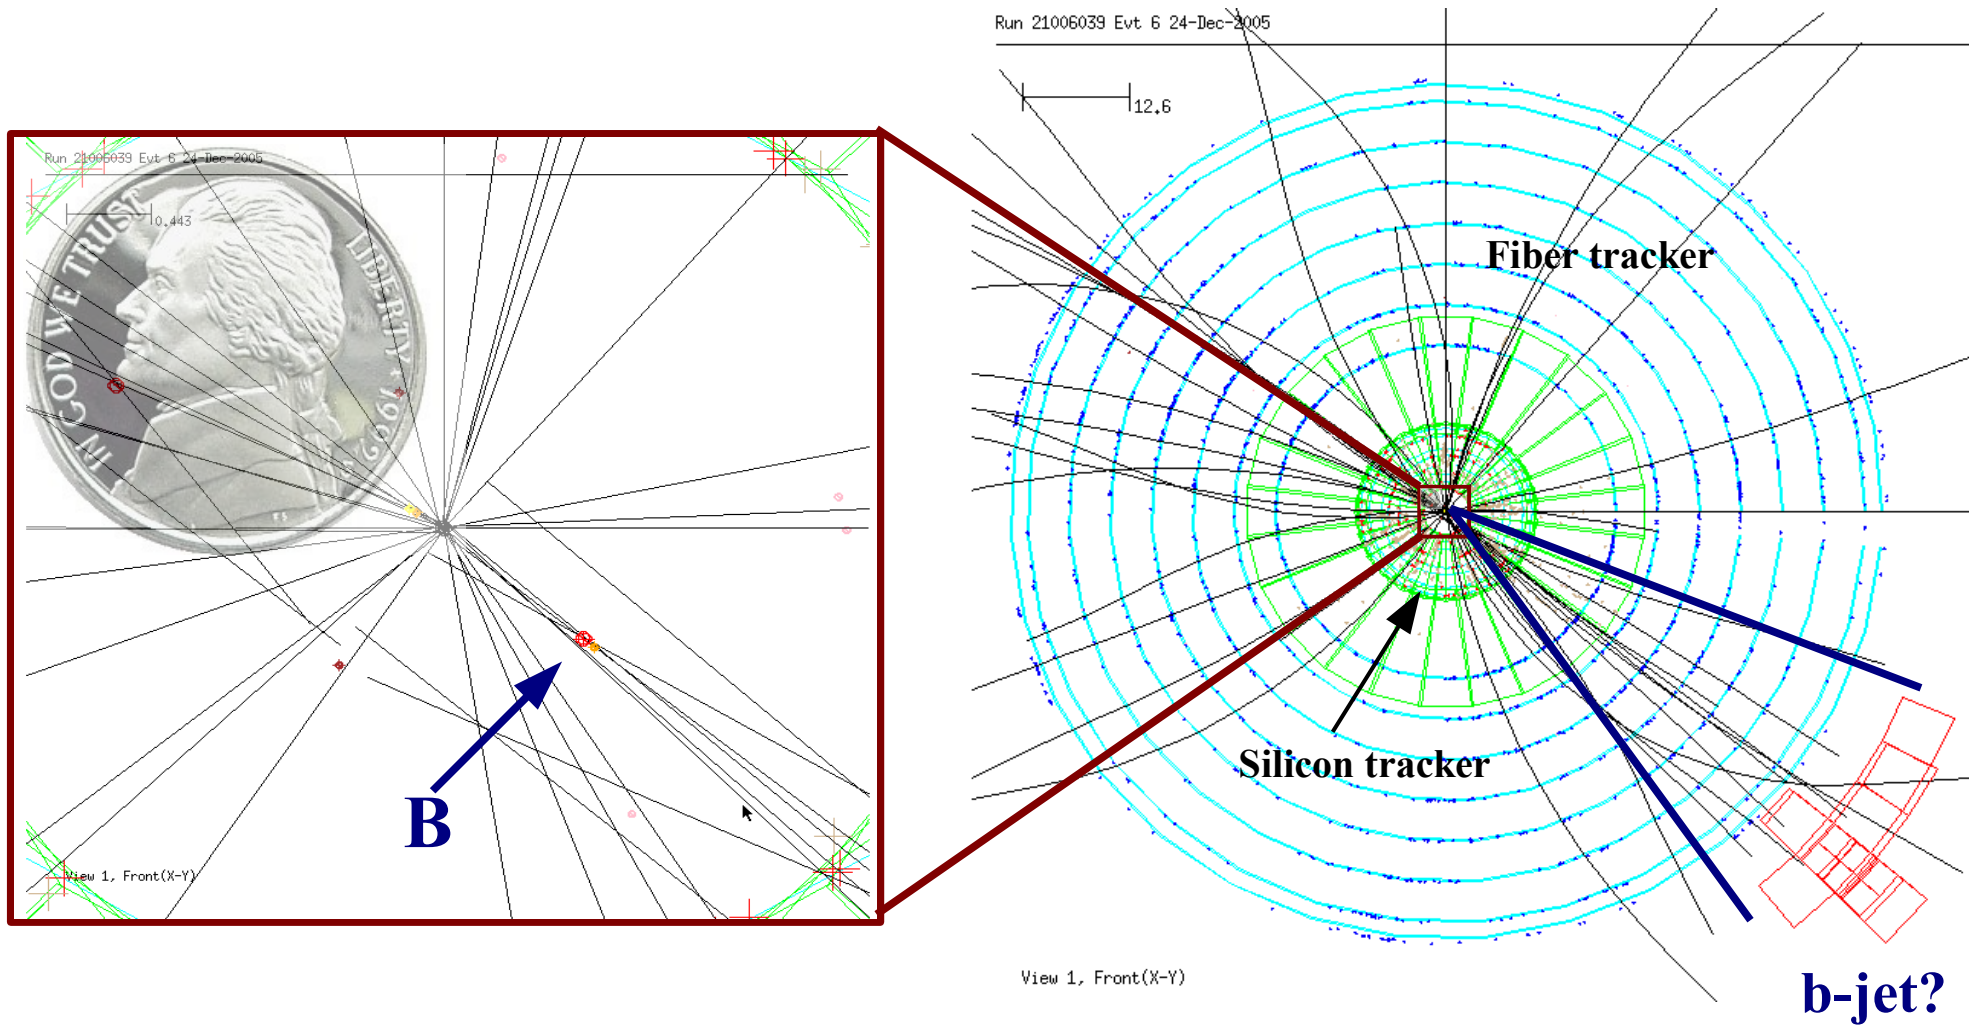 Run 21006039 Evt 6 24-Dec-2005
0.443
IN GOD WE TRUST
LIBERTY
1992
B
View 1, Front(X-Y)
Run 21006039 Evt 6 24-Dec-2005
12.6
Fiber tracker
Silicon tracker
View 1, Front(X-Y)
b-jet?